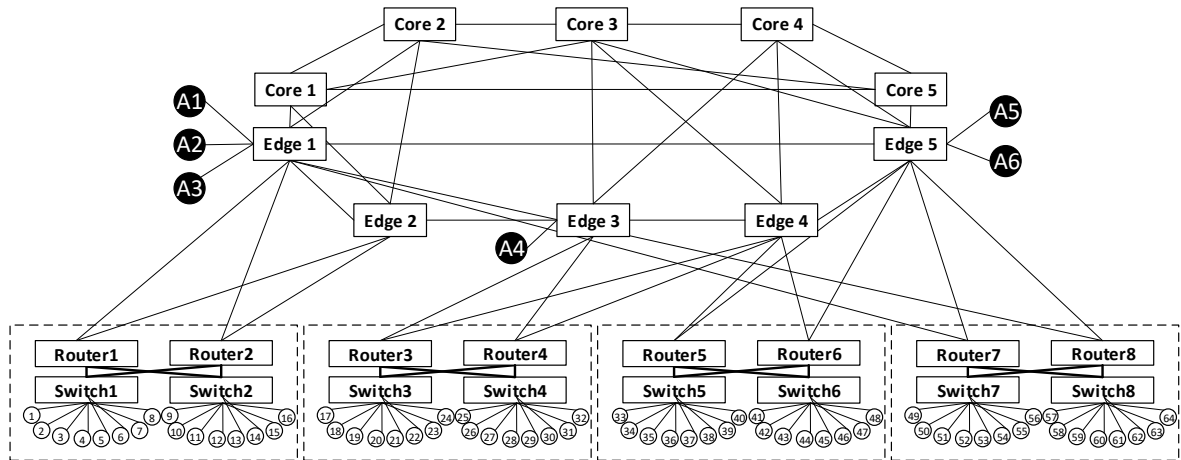 Core 2 Core 3 Core 4
Core 1 Core 5
A1 A5
Edge 1 Edge 5
A2
A6
A3
Edge 2 Edge 3 Edge 4
A4
Router1 Router2 Router3 Router4 Router5 Router6 Router7 Router8
Switch1 Switch2 Switch3 Switch4 Switch5 Switch6 Switch7 Switch8
1 2 3 4 5 6 7 8 9 10 11 12 13 14 15 16 17 18 19 20 21 22 23 24 25 26 27 28 29 30 31 32 33 34 35 36 37 38 39 40 41 42 43 44 45 46 47 48 49 50 51 52 53 54 55 56 57 58 59 60 61 62 63 64